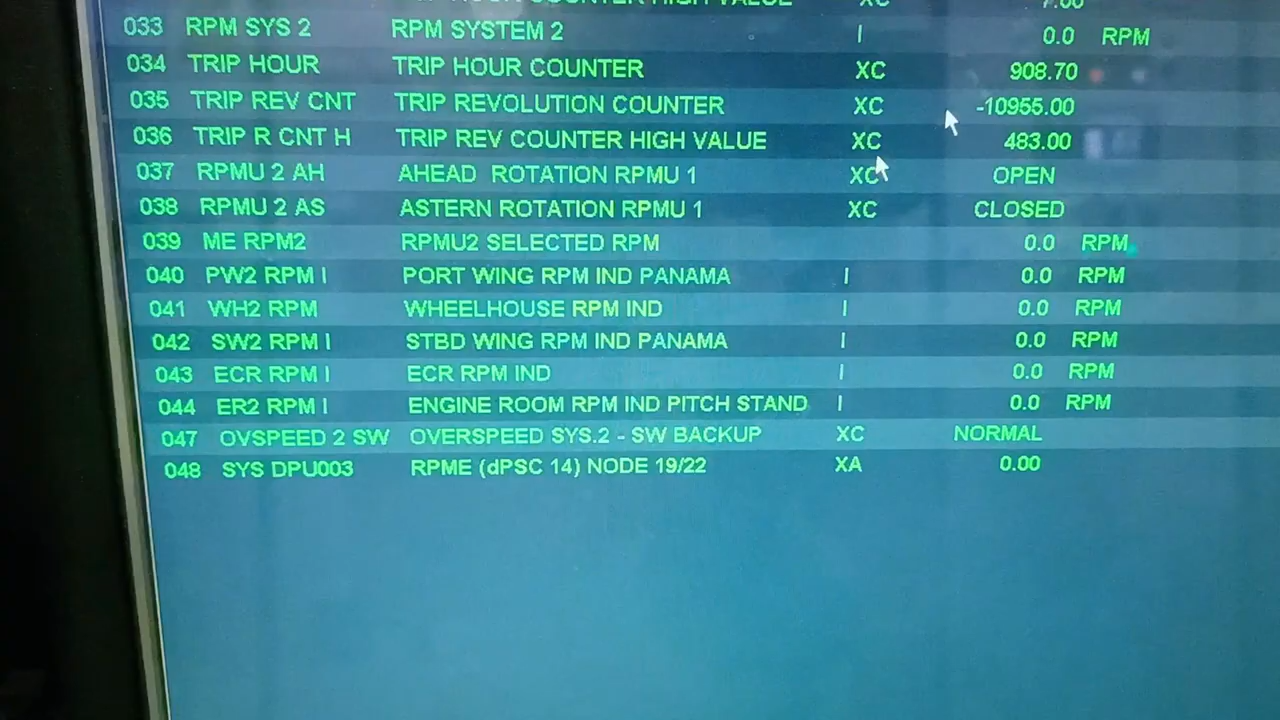 HOUR COUNTER HIGH VALUE XC 7.00
033 RPM SYS 2 RPM SYSTEM 2 I 0.0 RPM
034 TRIP HOUR TRIP HOUR COUNTER XC 908.70
035 TRIP REV CNT TRIP REVOLUTION COUNTER XC -10955.00
036 TRIP R CNT H TRIP REV COUNTER HIGH VALUE XC 483.00
037 RPMU 2 AH AHEAD ROTATION RPMU 1 XC OPEN
038 RPMU 2 AS ASTERN ROTATION RPMU 1 XC CLOSED
039 ME RPM2 RPMU2 SELECTED RPM 0.0 RPM
040 PW2 RPM I PORT WING RPM IND PANAMA I 0.0 RPM
041 WH2 RPM WHEELHOUSE RPM IND I 0.0 RPM
042 SW2 RPM I STBD WING RPM IND PANAMA I 0.0 RPM
043 ECR RPM I ECR RPM IND I 0.0 RPM
044 ER2 RPM I ENGINE ROOM RPM IND PITCH STAND I 0.0 RPM
047 OVSPEED 2 SW OVERSPEED SYS.2 - SW BACKUP XC NORMAL
048 SYS DPU003 RPME (dPSC 14) NODE 19/22 XA 0.00